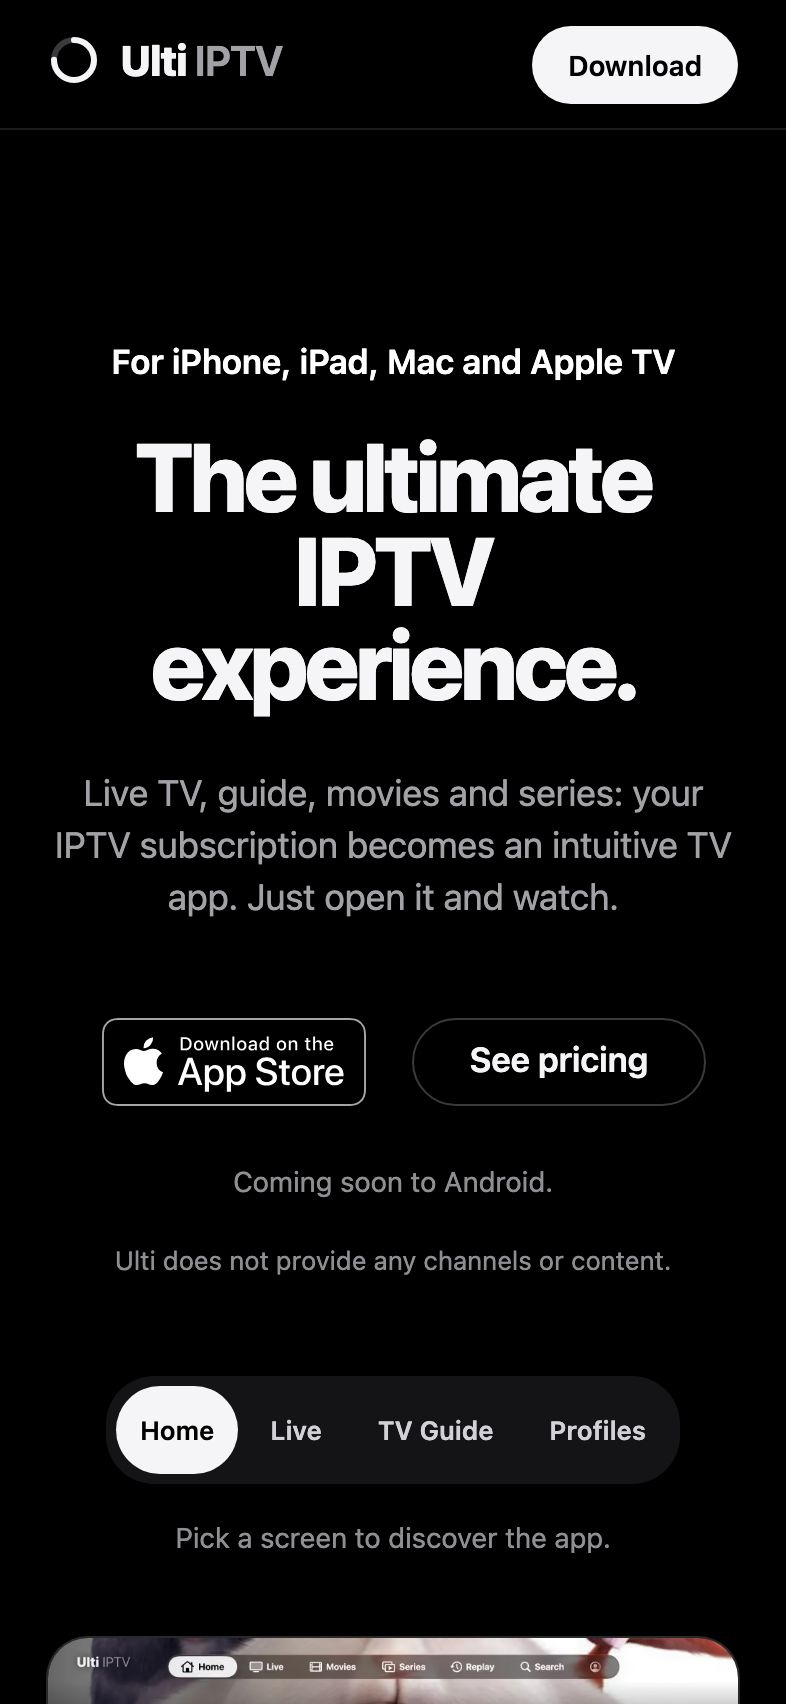 Ulti IPTV
Download
For iPhone, iPad, Mac and Apple TV
The ultimate
IPTV
experience.
Live TV, guide, movies and series: your
IPTV subscription becomes an intuitive TV
app. Just open it and watch.
Download on the
App Store
See pricing
Coming soon to Android.
Ulti does not provide any channels or content.
Home
Live
TV Guide
Profiles
Pick a screen to discover the app.
Ulti IPTV
Home
Live
Movies
Series
Replay
Search